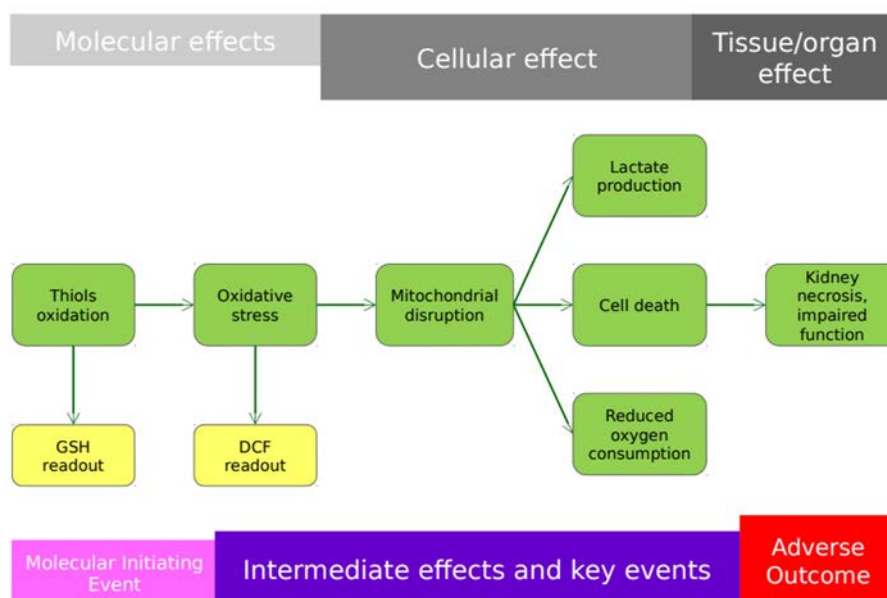 Molecular effects
Cellular effect
Tissue/organ
effect
Lactate
production
Thiols
oxidation
Oxidative
stress
Mitochondrial
disruption
Cell death
Kidney
necrosis,
impaired
function
GSH
readout
DCF
readout
Reduced
oxygen
consumption
Molecular Initiating
Event
Intermediate effects and key events
Adverse
Outcome